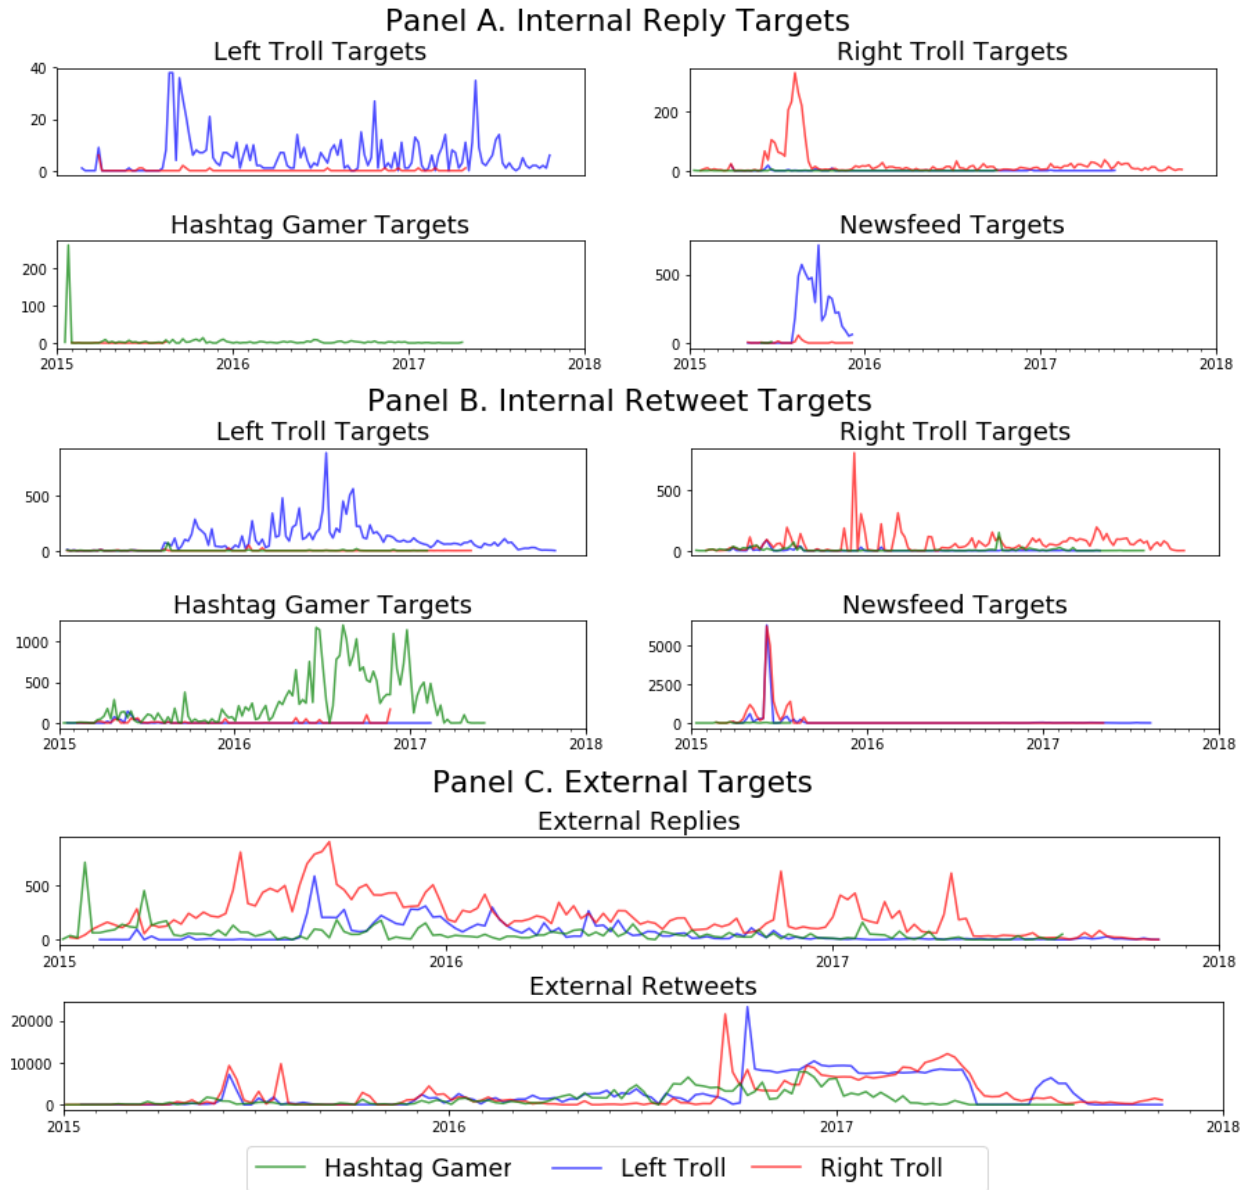 Panel A. Internal Reply Targets
Left Troll Targets
Right Troll Targets
40
20
0
200
0
Hashtag Gamer Targets
Newsfeed Targets
200
100
0
2015 2016 2017 2018
500
0
2015 2016 2017 2018
Panel B. Internal Retweet Targets
Left Troll Targets
Right Troll Targets
500
0
500
0
Hashtag Gamer Targets
Newsfeed Targets
1000
500
0
2015 2016 2017 2018
5000
2500
0
2015 2016 2017 2018
Panel C. External Targets
External Replies
500
0
2015 2016 2017 2018
External Retweets
20000
10000
0
2015 2016 2017 2018
Hashtag Gamer Left Troll Right Troll